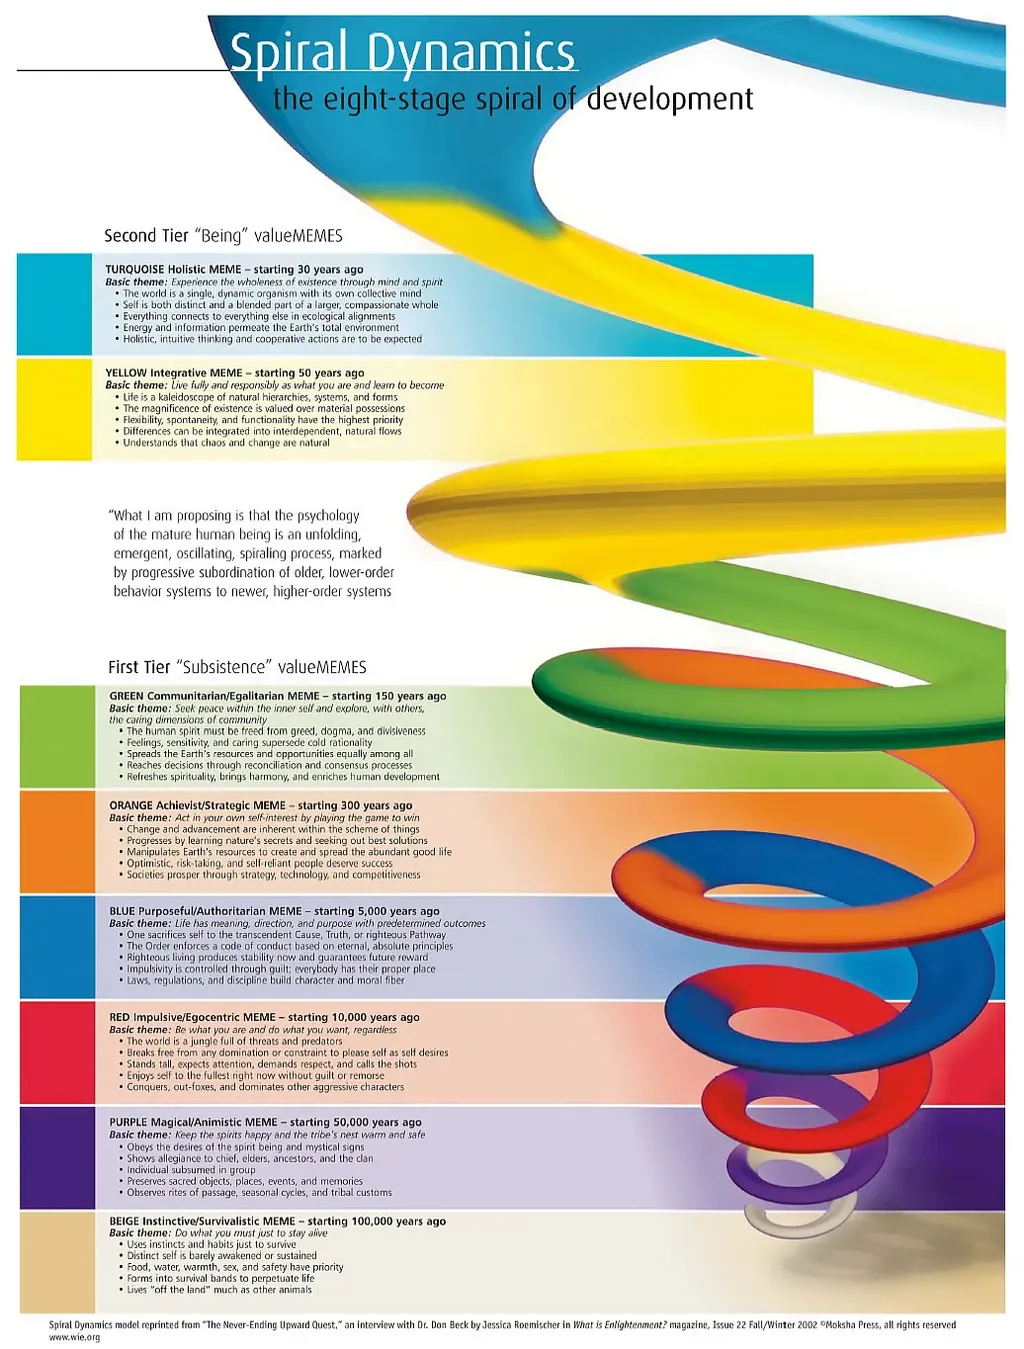 Spiral Dynamics
the eight-stage spiral of development
Second Tier “Being” valueMEMES
TURQUOISE Holistic MEME – starting 30 years ago
Basic theme: Experience the wholeness of existence through mind and spirit
• The world is a single, dynamic organism with its own collective mind
• Self is both distinct and a blended part of a larger, compassionate whole
• Everything connects to everything else in ecological alignments
• Energy and information permeate the Earth’s total environment
• Holistic, intuitive thinking and cooperative actions are to be expected
YELLOW Integrative MEME – starting 50 years ago
Basic theme: Live fully and responsibly as what you are and learn to become
• Life is a kaleidoscope of natural hierarchies, systems, and forms
• The magnificence of existence is valued over material possessions
• Flexibility, spontaneity, and functionality have the highest priority
• Differences can be integrated into interdependent, natural flows
• Understands that chaos and change are natural
“What I am proposing is that the psychology
of the mature human being is an unfolding,
emergent, oscillating, spiraling process, marked
by progressive subordination of older, lower-order
behavior systems to newer, higher-order systems
First Tier “Subsistence” valueMEMES
GREEN Communitarian/Egalitarian MEME – starting 150 years ago
Basic theme: Seek peace within the inner self and explore, with others,
the caring dimensions of community
• The human spirit must be freed from greed, dogma, and divisiveness
• Feelings, sensitivity, and caring supersede cold rationality
• Spreads the Earth’s resources and opportunities equally among all
• Reaches decisions through reconciliation and consensus processes
• Refreshes spirituality, brings harmony, and enriches human development
ORANGE Achievist/Strategic MEME – starting 300 years ago
Basic theme: Act in your own self-interest by playing the game to win
• Change and advancement are inherent within the scheme of things
• Progresses by learning nature’s secrets and seeking out best solutions
• Manipulates Earth’s resources to create and spread the abundant good life
• Optimistic, risk-taking, and self-reliant people deserve success
• Societies prosper through strategy, technology, and competitiveness
BLUE Purposeful/Authoritarian MEME – starting 5,000 years ago
Basic theme: Life has meaning, direction, and purpose with predetermined outcomes
• One sacrifices self to the transcendent Cause, Truth, or righteous Pathway
• The Order enforces a code of conduct based on eternal, absolute principles
• Righteous living produces stability now and guarantees future reward
• Impulsivity is controlled through guilt; everybody has their proper place
• Laws, regulations, and discipline build character and moral fiber
RED Impulsive/Egocentric MEME – starting 10,000 years ago
Basic theme: Be what you are and do what you want, regardless
• The world is a jungle full of threats and predators
• Breaks free from any domination or constraint to please self as self desires
• Stands tall, expects attention, demands respect, and calls the shots
• Enjoys self to the fullest right now without guilt or remorse
• Conquers, out-foxes, and dominates other aggressive characters
PURPLE Magical/Animistic MEME – starting 50,000 years ago
Basic theme: Keep the spirits happy and the tribe’s nest warm and safe
• Obeys the desires of the spirit being and mystical signs
• Shows allegiance to chief, elders, ancestors, and the clan
• Individual subsumed in group
• Preserves sacred objects, places, events, and memories
• Observes rites of passage, seasonal cycles, and tribal customs
BEIGE Instinctive/Survivalistic MEME – starting 100,000 years ago
Basic theme: Do what you must just to stay alive
• Uses instincts and habits just to survive
• Distinct self is barely awakened or sustained
• Food, water, warmth, sex, and safety have priority
• Forms into survival bands to perpetuate life
• Lives “off the land” much as other animals
Spiral Dynamics model reprinted from “The Never-Ending Upward Quest,” an interview with Dr. Don Beck by Jessica Roemischer in What is Enlightenment? magazine, Issue 22 Fall/Winter 2002 ©Moksha Press, all rights reserved
www.wie.org